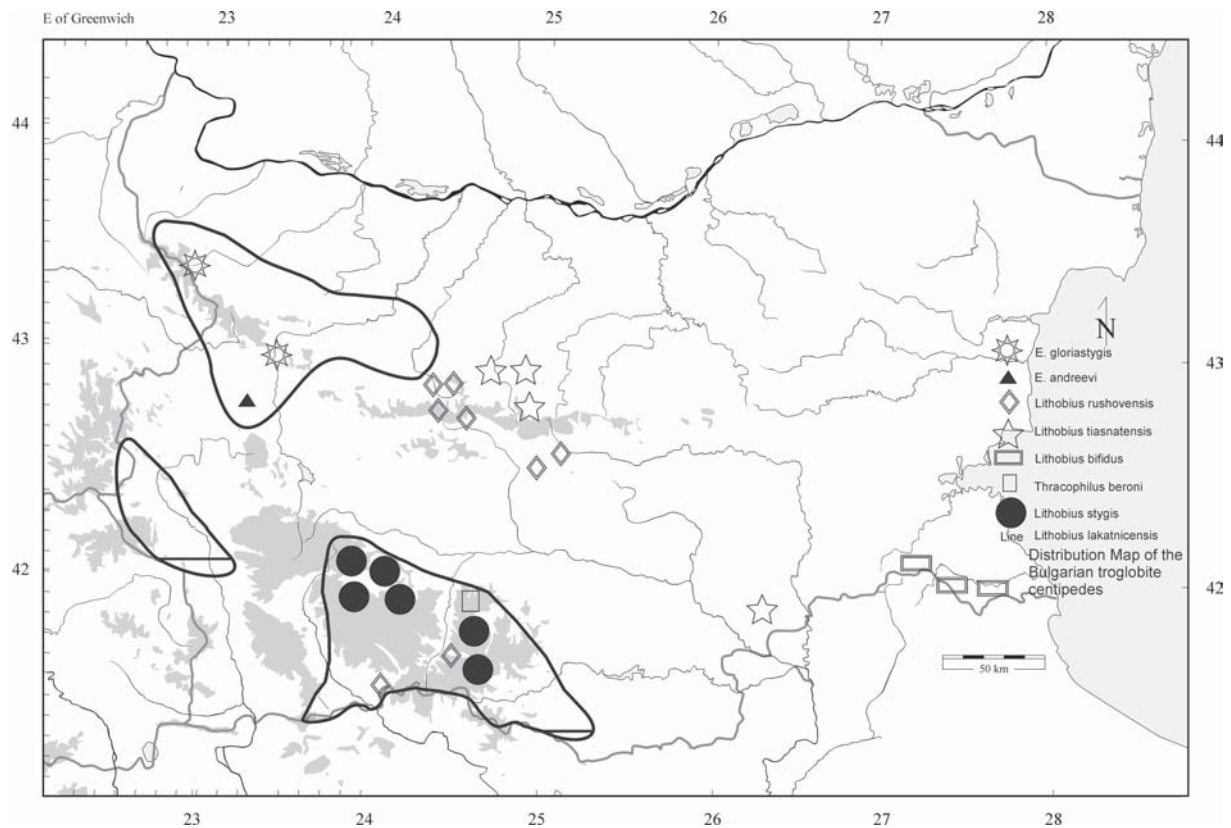 E of Greenwich 23 24 25 27 28
44
44
43
43
42
42
N
E. gloriastygis
E. andreevi
Lithobius rushovensis
Lithobius tiasnatensis
Lithobius bifidus
Thracophilus beroni
Lithobius stygis
Line Lithobius lakatnicensis
Distribution Map of the
Bulgarian troglobite
centipedes
50 km
23 24 25 26 27 28